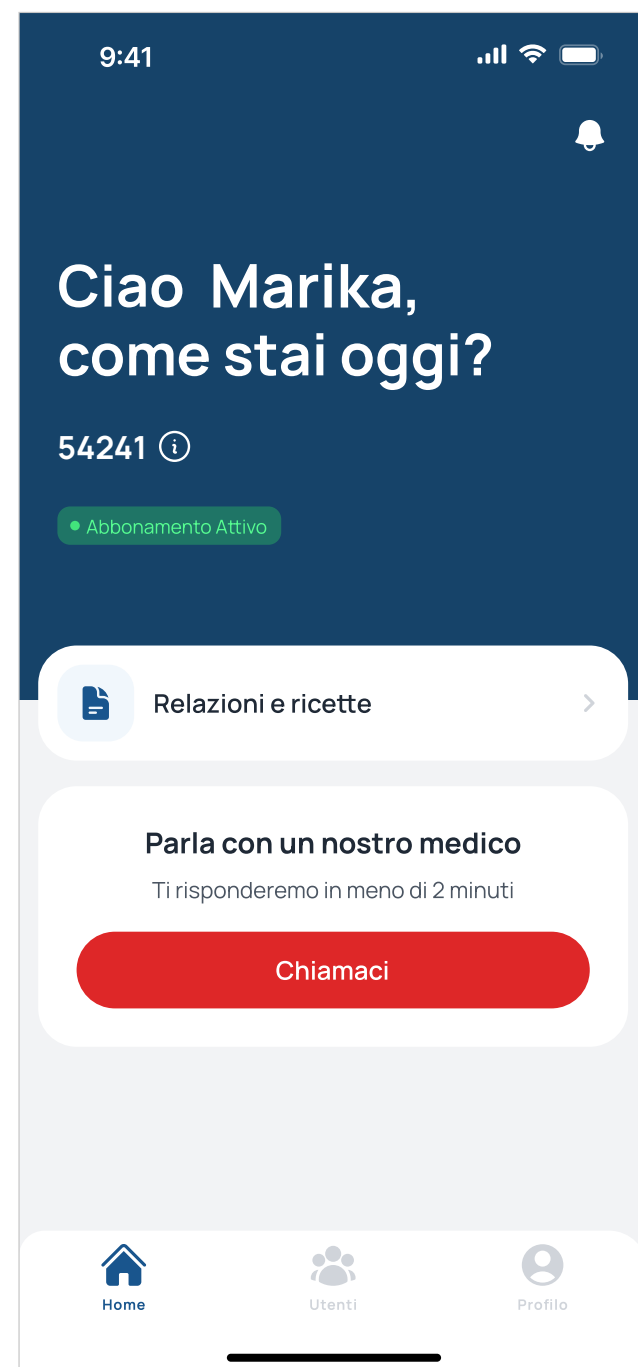 9:41
Ciao Marika,
come stai oggi?
54241
Abbonamento Attivo
Relazioni e ricette
Parla con un nostro medico
Ti risponderemo in meno di 2 minuti
Chiamaci
Home
Utenti
Profilo